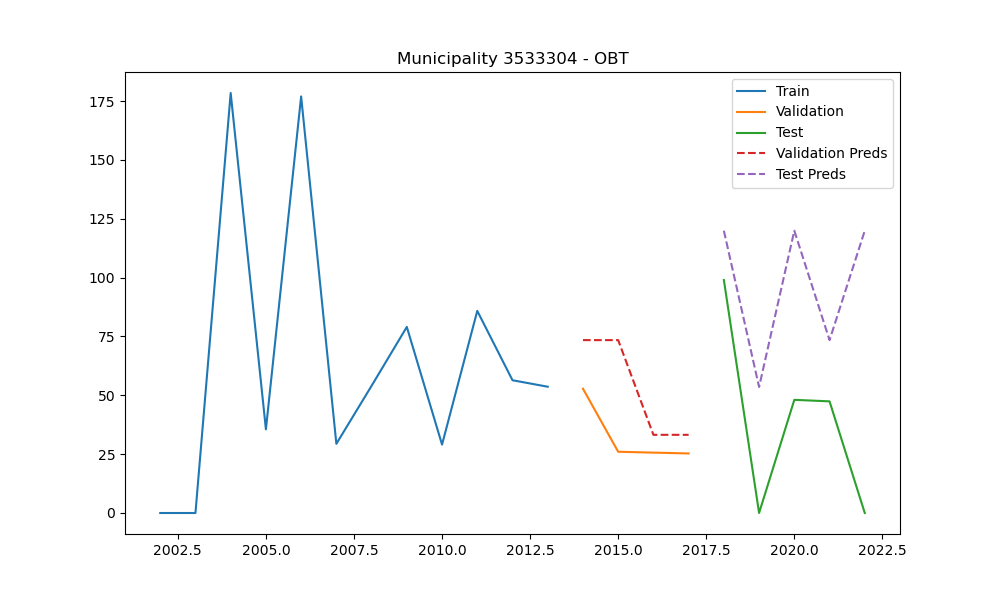 Municipality 3533304 - OBT
Train
Validation
Test
Validation Preds
Test Preds
175
150
125
100
75
50
25
0
2002.5 2005.0 2007.5 2010.0 2012.5 2015.0 2017.5 2020.0 2022.5